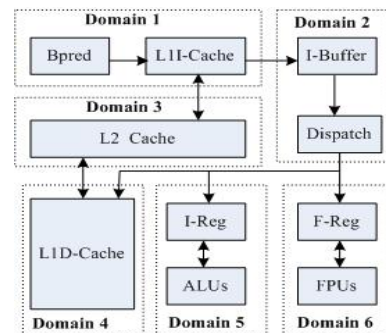 Domain 1
Domain 2
Bpred
L1I-Cache
I-Buffer
Domain 3
L2 Cache
Dispatch
L1D-Cache
I-Reg
F-Reg
ALUs
FPUs
Domain 4
Domain 5
Domain 6